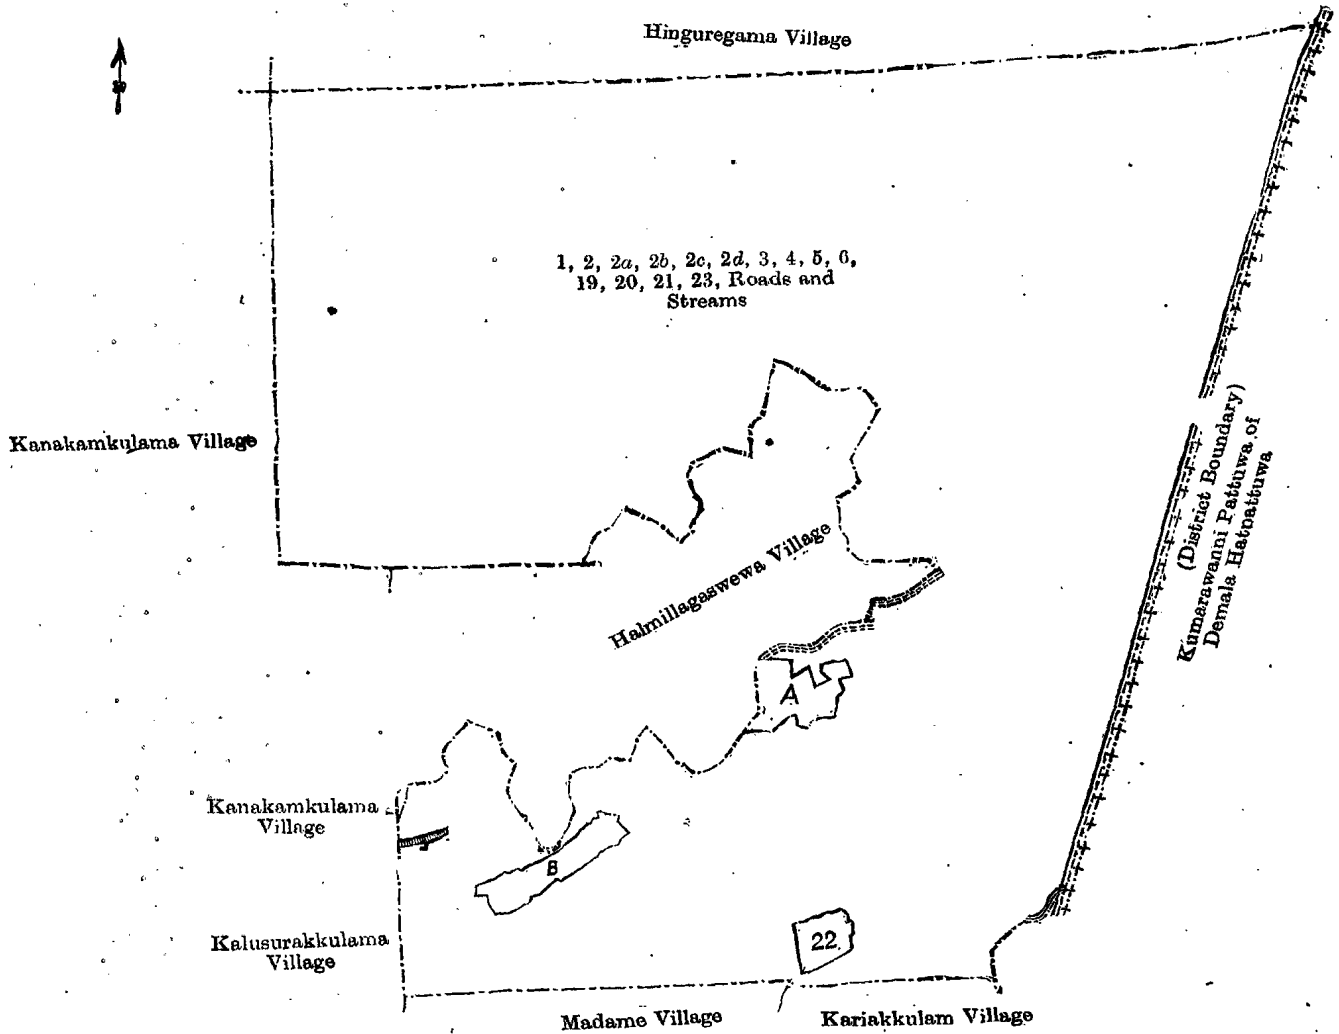 Hinguregama Village
1, 2, 2a, 2b, 2c, 2d, 3, 4, 5, 6,
19, 20, 21, 23, Roads and
Streams
Kanakamkulama Village
(District Boundary)
Kumarawanni Pattuwa of
Demala Hatpattuwa
Halmillagaswewa Village
A
Kanakamkulama
Village
B
Kalusurakkulama
Village
22
Madame Village
Kariakkulam Village